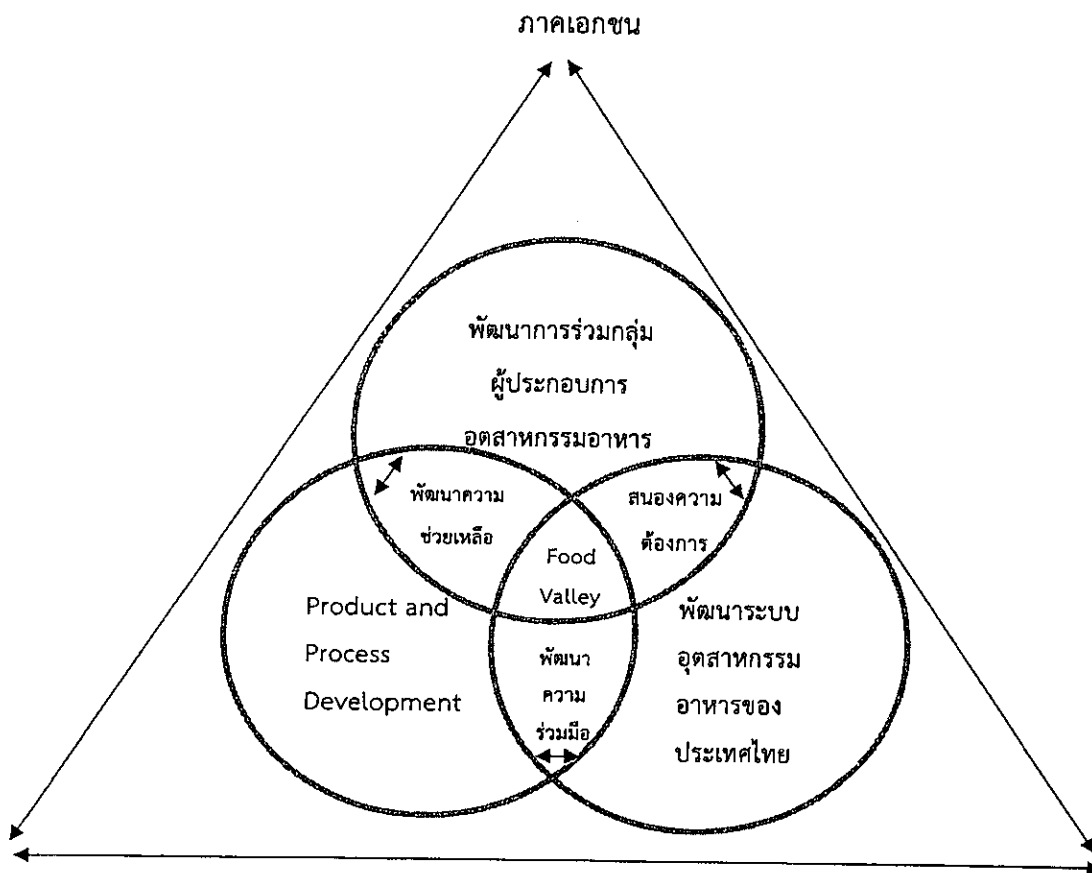 ภาคเอกชน
พัฒนาการร่วมกลุ่ม
ผู้ประกอบการ
อุตสาหกรรมอาหาร
พัฒนาความ
ช่วยเหลือ
สนองความ
ต้องการ
Food
Valley
Product and
Process
Development
พัฒนา
ความ
ร่วมมือ
พัฒนาระบบ
อุตสาหกรรม
อาหารของ
ประเทศไทย